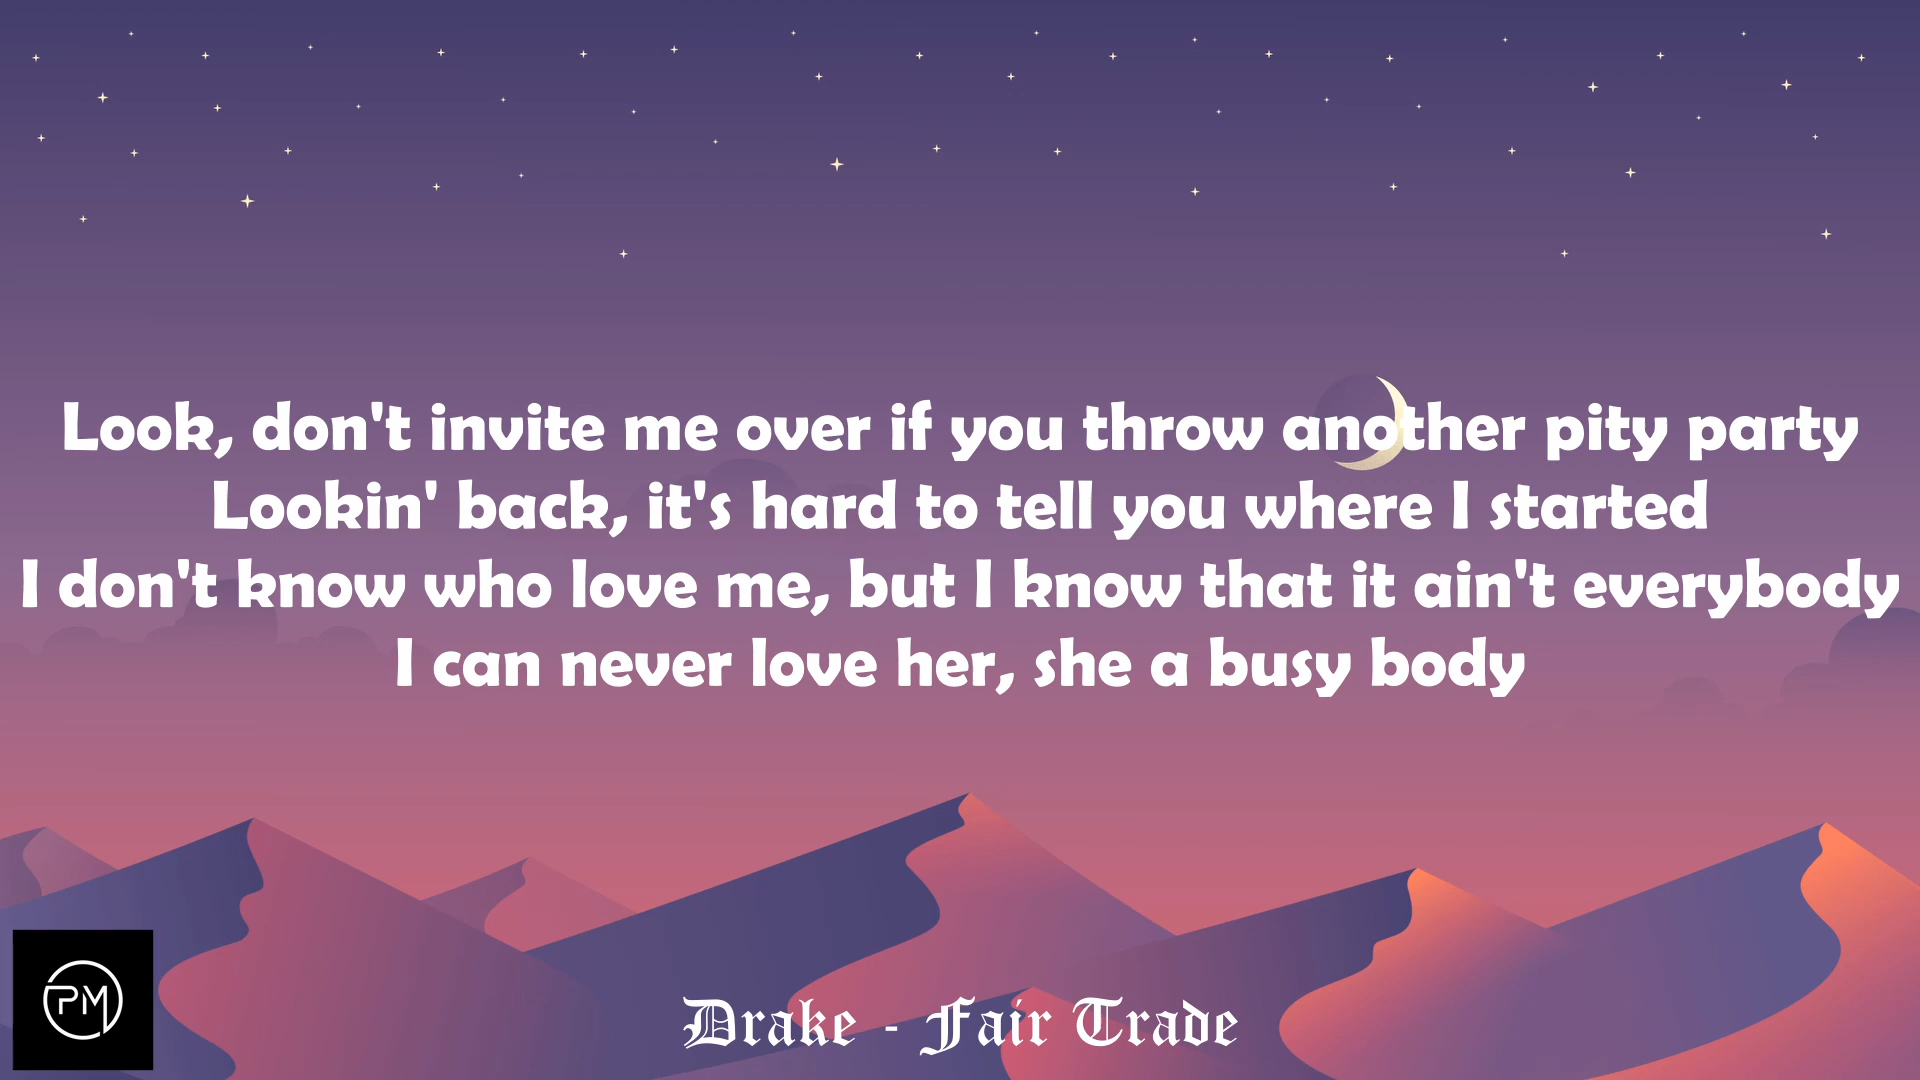 Look, don't invite me over if you throw another pity party
Lookin' back, it's hard to tell you where I started
I don't know who love me, but I know that it ain't everybody
I can never love her, she a busy body
PM
Drake - Fair Trade